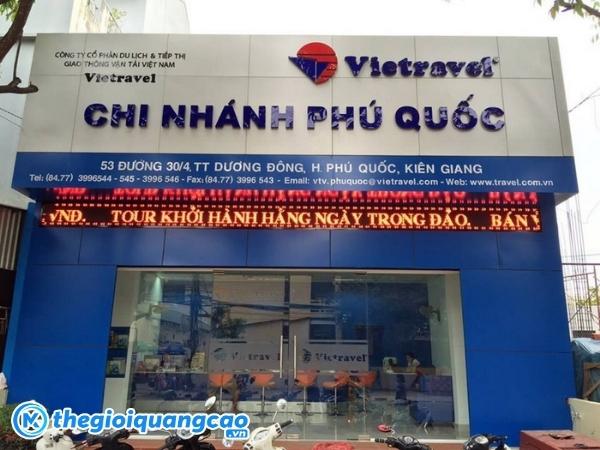 CÔNG TY CỔ PHẦN DU LỊCH & TIẾP THỊ
GIAO THÔNG VẬN TẢI VIỆT NAM
Vietravel
Vietravel®
CHI NHÁNH PHÚ QUỐC
53 ĐƯỜNG 30/4, TT DƯƠNG ĐÔNG, H. PHÚ QUỐC, KIÊN GIANG
Tel: (84.77) 3996544 - 545 - 3996 546 - Fax: (84.77) 3996 543 - Email: vtv.phuquoc@vietravel.com - Web: www.travel.com.vn
VNĐ. TOUR KHỞI HÀNH HẰNG NGÀY TRONG ĐẢO. BÁN V
Vietravel Vietravel
thegioiquangcao.vn